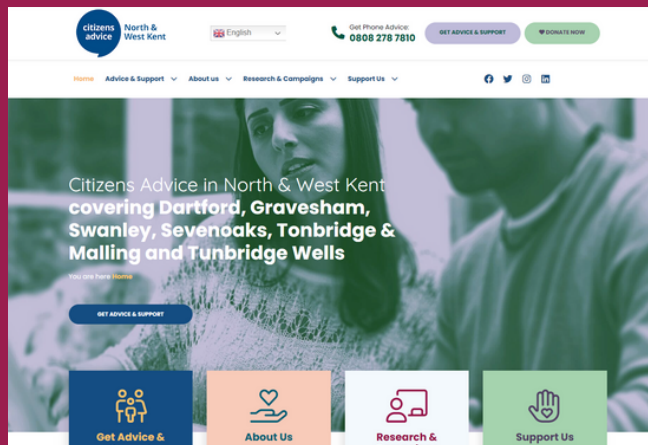 citizens
advice
North &
West Kent
English
Get Phone Advice:
0808 278 7810
GET ADVICE & SUPPORT
DONATE NOW
Home Advice & Support About us Research & Campaigns Support Us
Citizens Advice in North & West Kent
covering Dartford, Gravesham,
Swanley, Sevenoaks, Tonbridge &
Malling and Tunbridge Wells
You are here Home
GET ADVICE & SUPPORT
Get Advice &
About Us
Research &
Support Us